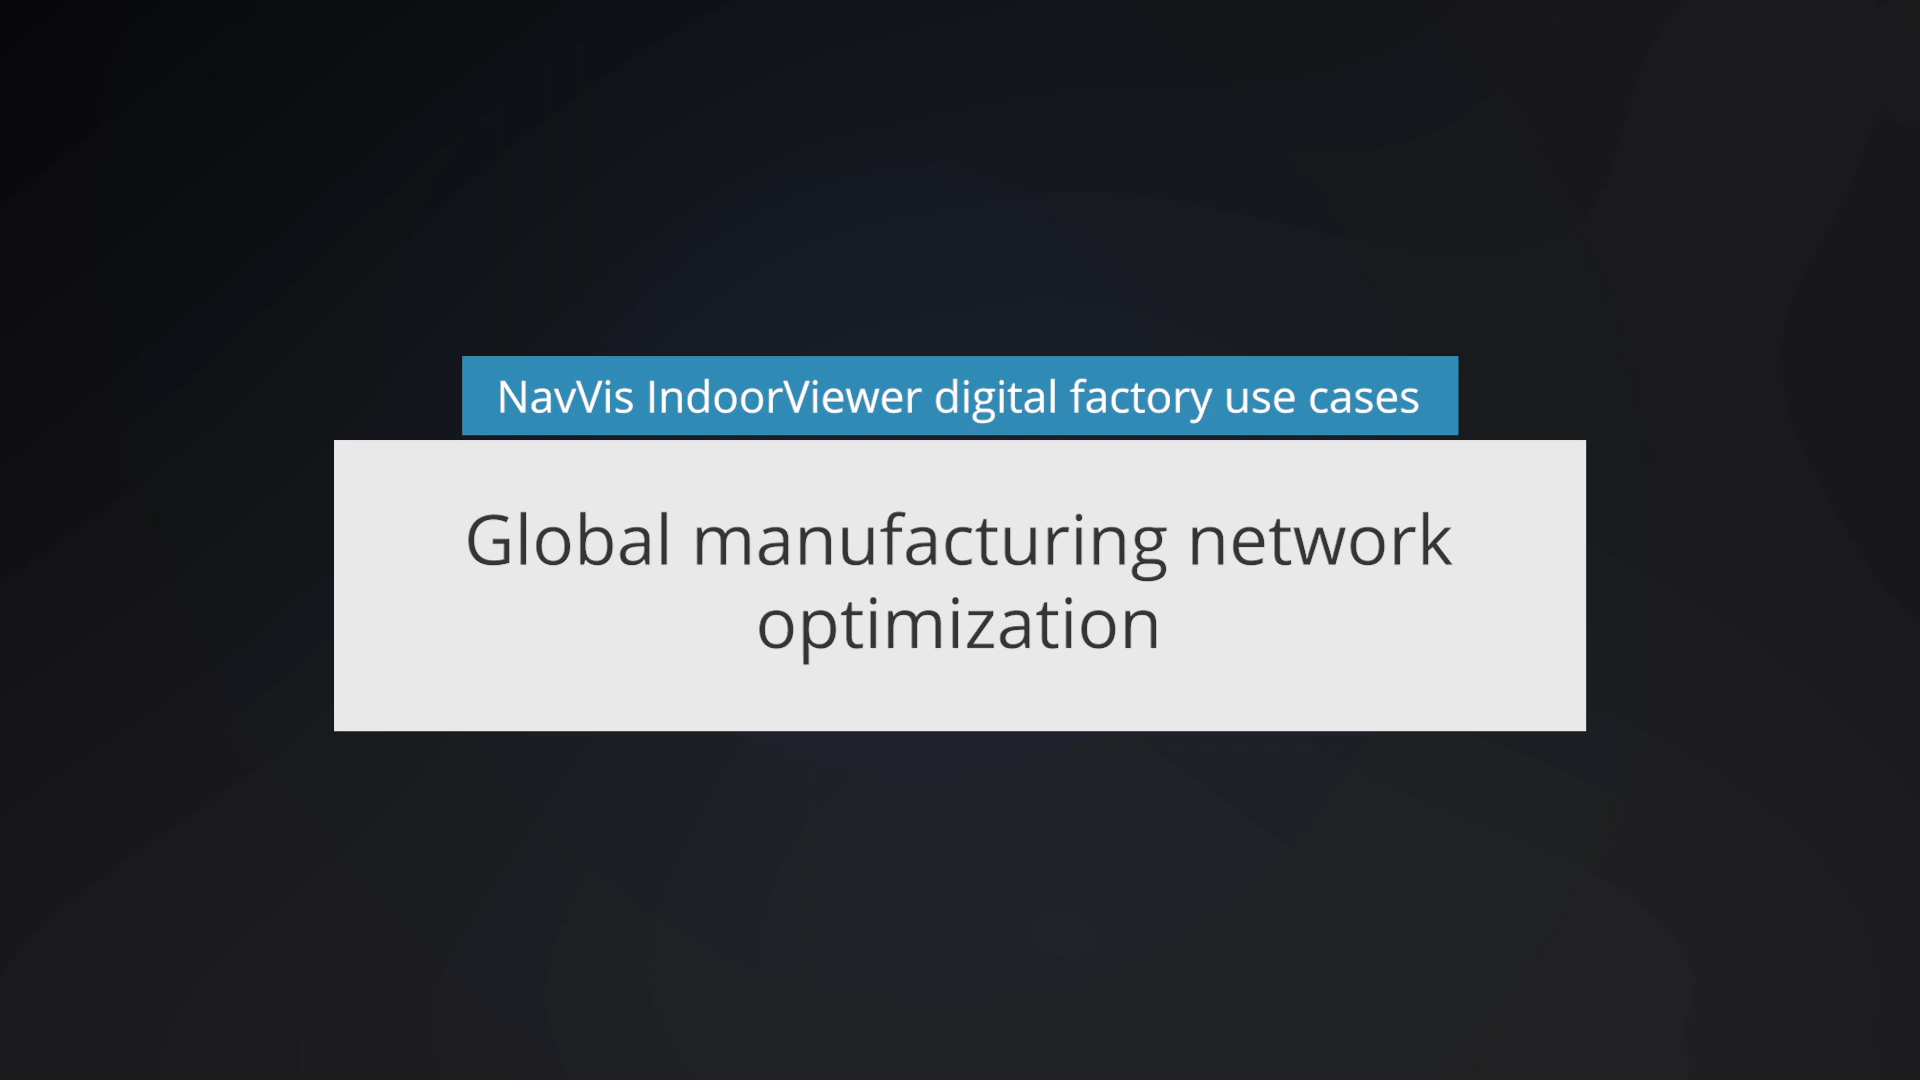 NavVis IndoorViewer digital factory use cases
Global manufacturing network
optimization